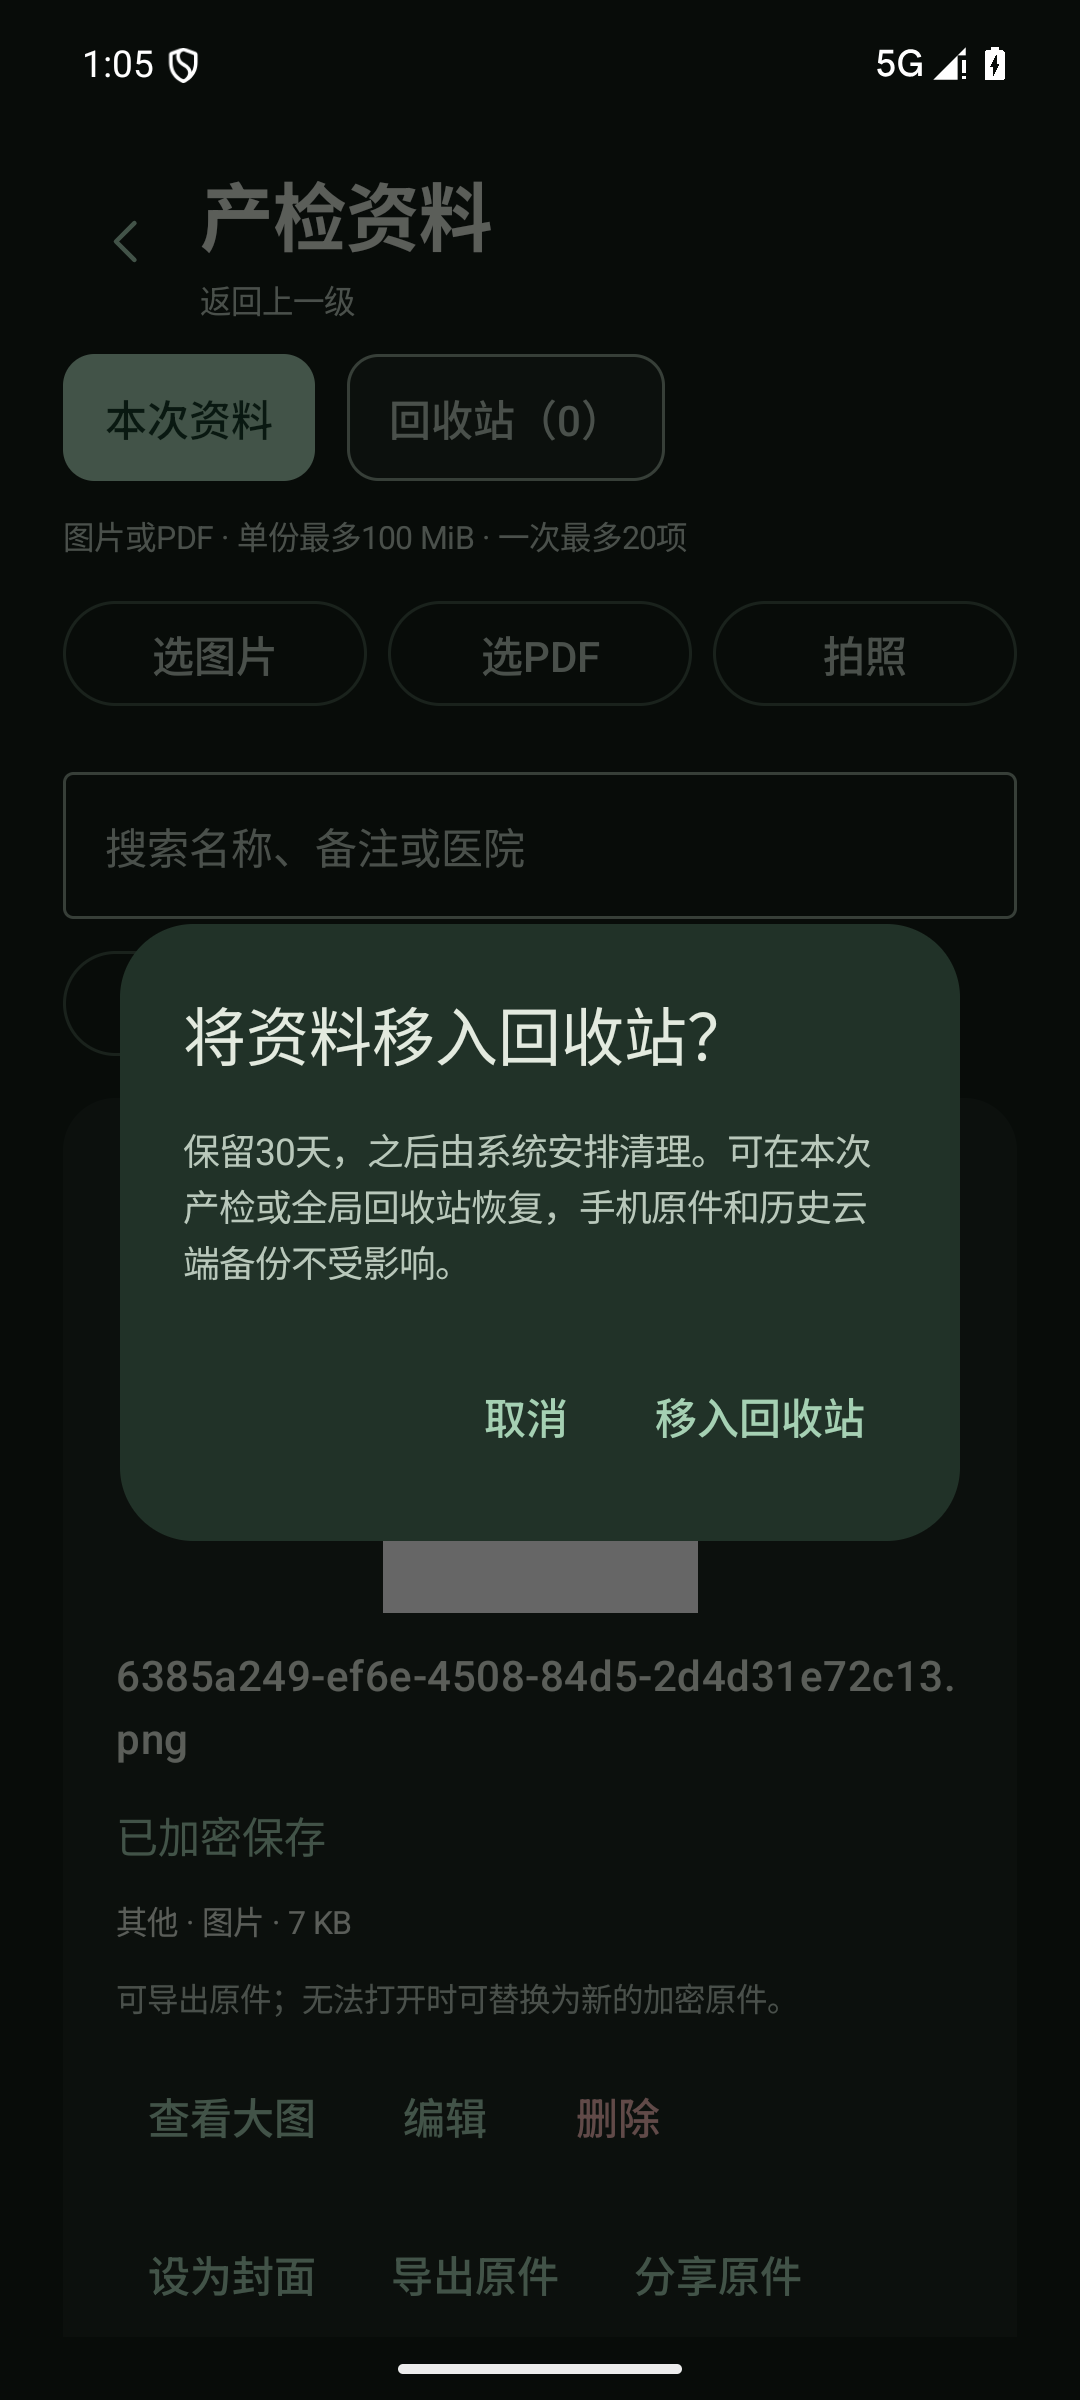 1:05
5G
产检资料
返回上一级
本次资料
回收站（0）
图片或PDF · 单份最多100 MiB · 一次最多20项
选图片
选PDF
拍照
搜索名称、备注或医院
将资料移入回收站？
保留30天，之后由系统安排清理。可在本次
产检或全局回收站恢复，手机原件和历史云
端备份不受影响。
取消
移入回收站
6385a249-ef6e-4508-84d5-2d4d31e72c13.
png
已加密保存
其他 · 图片 · 7 KB
可导出原件；无法打开时可替换为新的加密原件。
查看大图
编辑
删除
设为封面
导出原件
分享原件